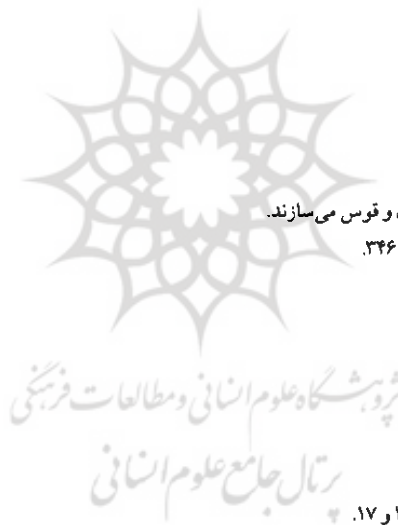 و قوس می‌سازند.
۳۴۶.
پژوهشگاه علوم انسانی و مطالعات فرهنگی
پرتال جامع علوم انسانی
و ۱۷.